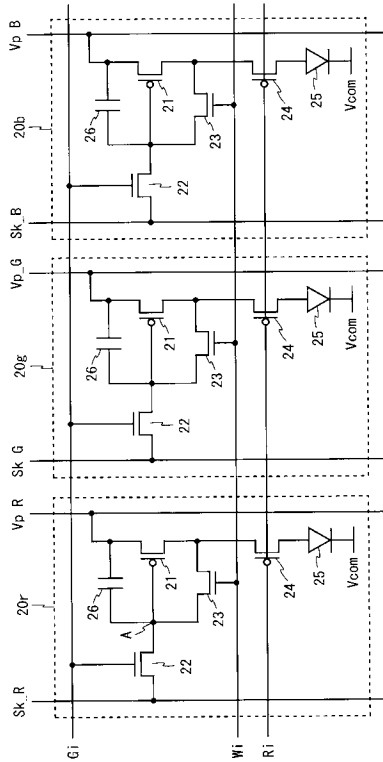 Sk_R
20r
Vp_R
Sk_G
20g
Vp_G
Sk_B
20b
Vp_B
Gi
26
26
26
A
21
21
21
22
22
22
23
23
23
Wi
Ri
24
24
24
25
25
25
Vcom
Vcom
Vcom